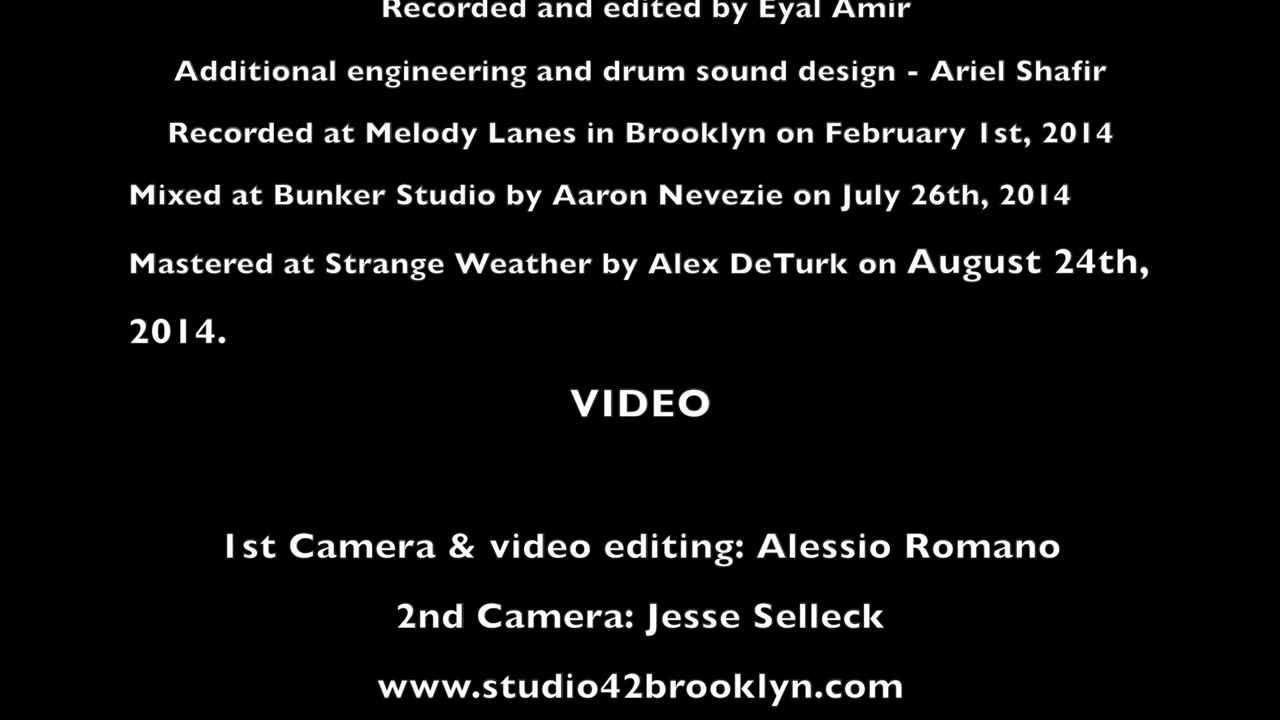 Recorded and edited by Eyal Amir
Additional engineering and drum sound design - Ariel Shafir
Recorded at Melody Lanes in Brooklyn on February 1st, 2014
Mixed at Bunker Studio by Aaron Nevezie on July 26th, 2014
Mastered at Strange Weather by Alex DeTurk on August 24th,
2014.
VIDEO
1st Camera & video editing: Alessio Romano
2nd Camera: Jesse Selleck
www.studio42brooklyn.com